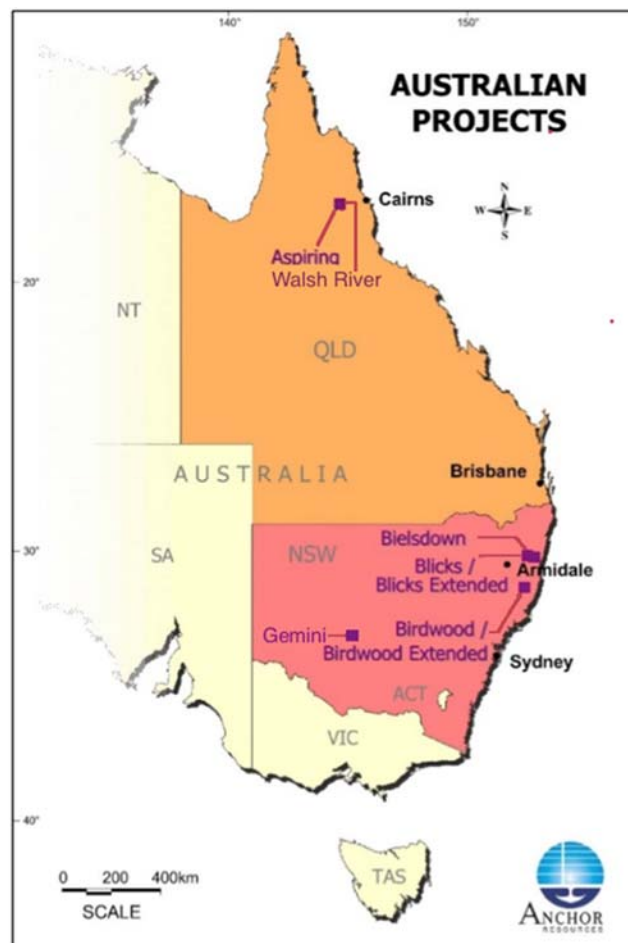 140°
150°
AUSTRALIAN
PROJECTS
N
W E
S
Cairns
Aspiring
Walsh River
20°
NT
QLD
AUSTRALIA
Brisbane
30°
SA
NSW
Bielsdown
Blicks /
Blicks Extended
Armidale
Gemini
Birdwood /
Birdwood Extended
Sydney
ACT
VIC
40°
TAS
0 200 400km
SCALE
ANCHOR
RESOURCES